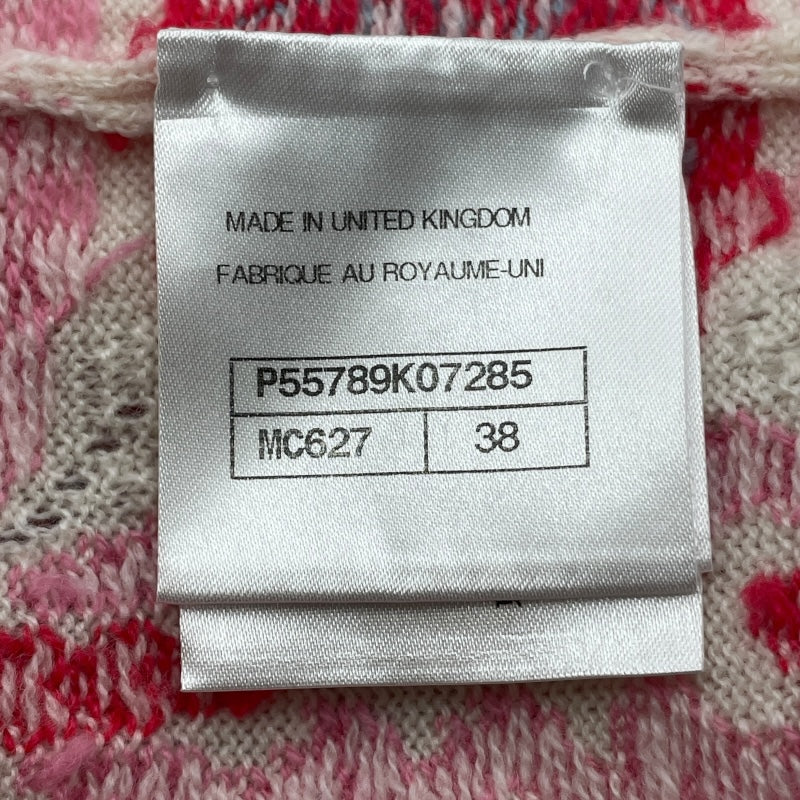 MADE IN UNITED KINGDOM
FABRIQUE AU ROYAUME-UNI
P55789K07285
MC627 38